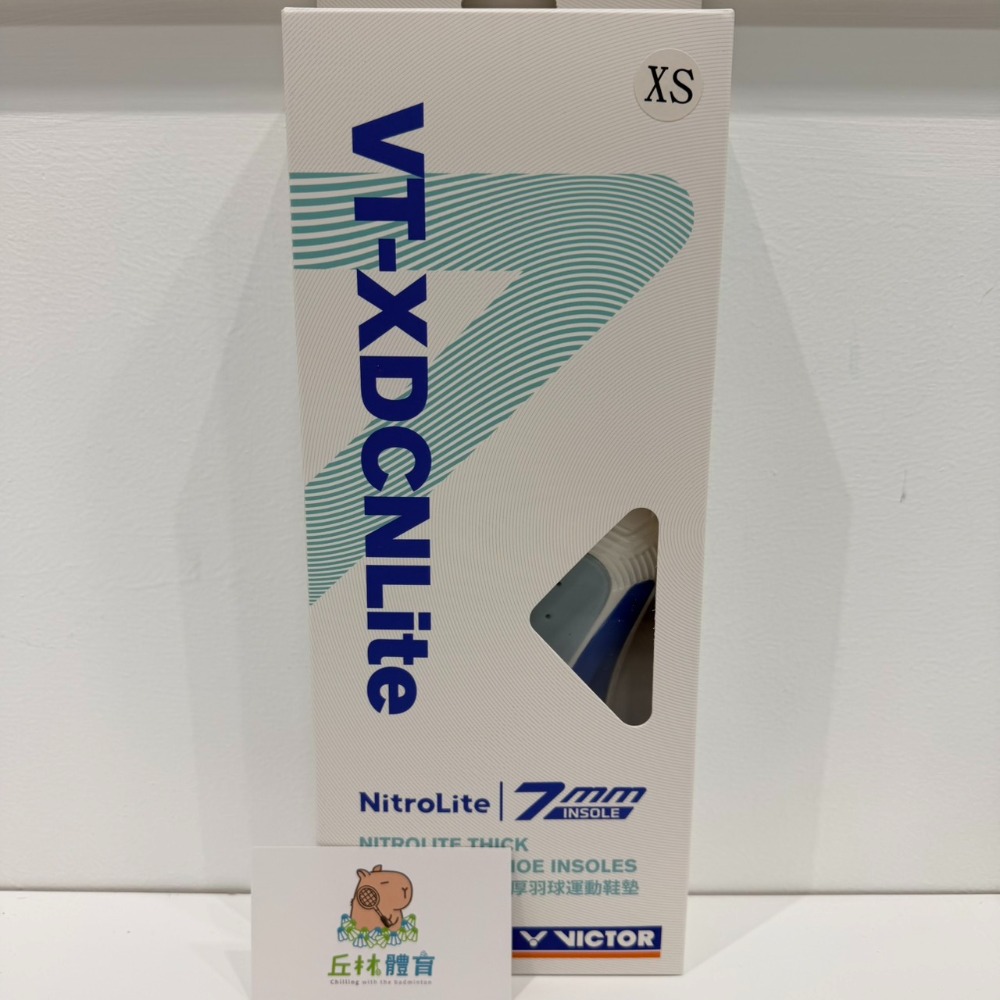 XS
VT-XDCNLite
NitroLite
7mm
INSOLE
NITROLITE THICK
OE INSOLES
厚羽球運動鞋墊
VICTOR
丘林體育
Chilling with the badminton